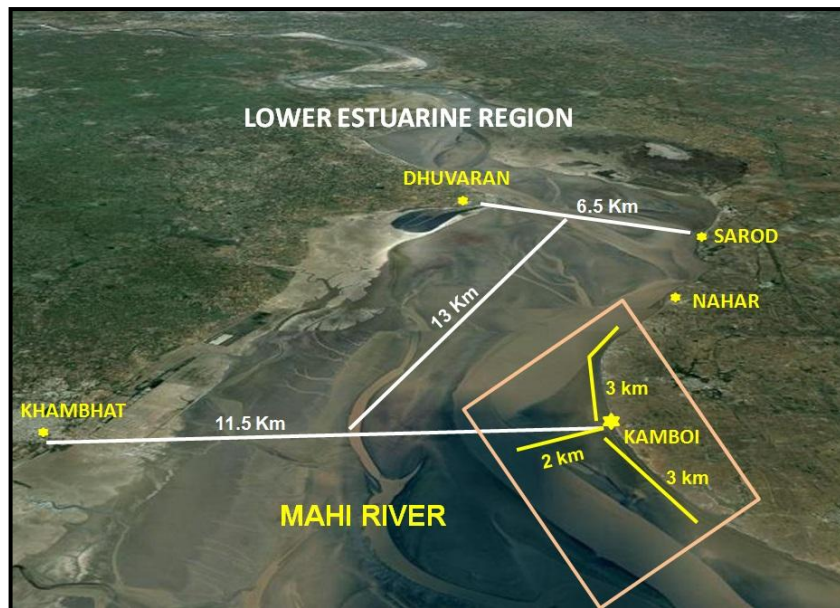 LOWER ESTUARINE REGION
DHUVARAN
6.5 Km
SAROD
NAHAR
13 Km
3 km
KHAMBHAT
11.5 Km
KAMBOI
2 km
3 km
MAHI RIVER